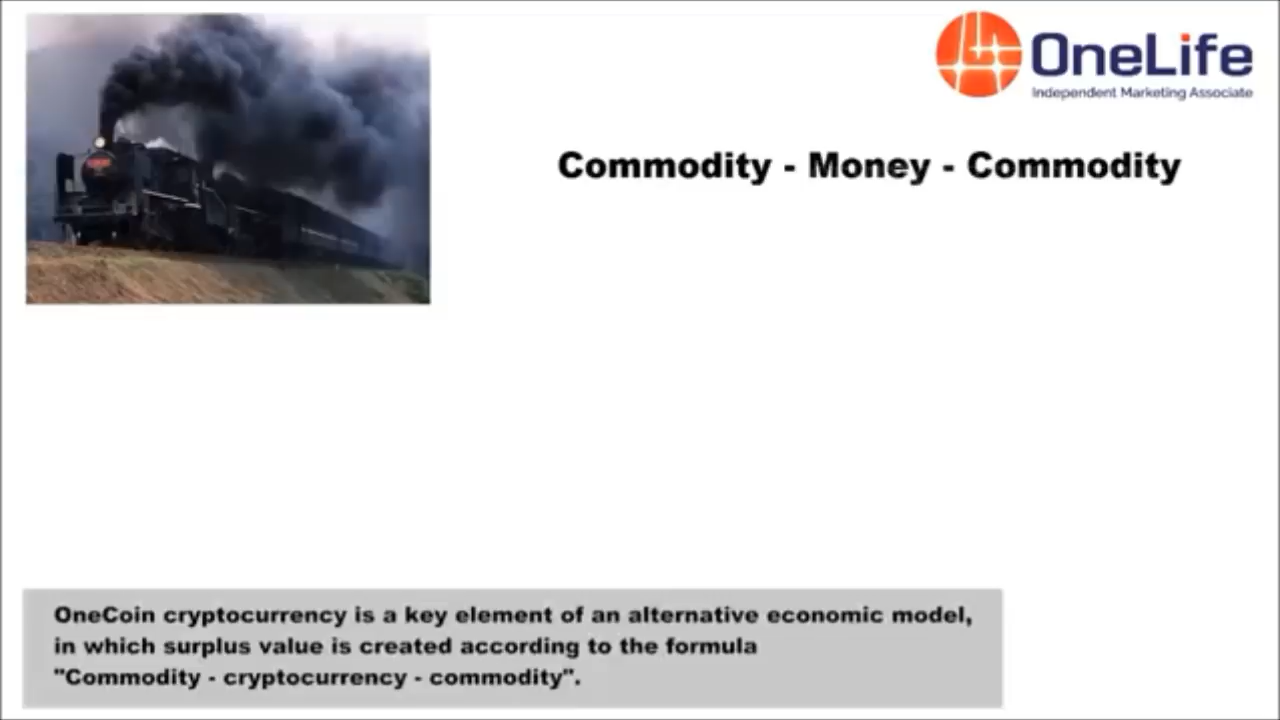 OneLife
Independent Marketing Associate
Commodity - Money - Commodity
OneCoin cryptocurrency is a key element of an alternative economic model,
in which surplus value is created according to the formula
"Commodity - cryptocurrency - commodity".